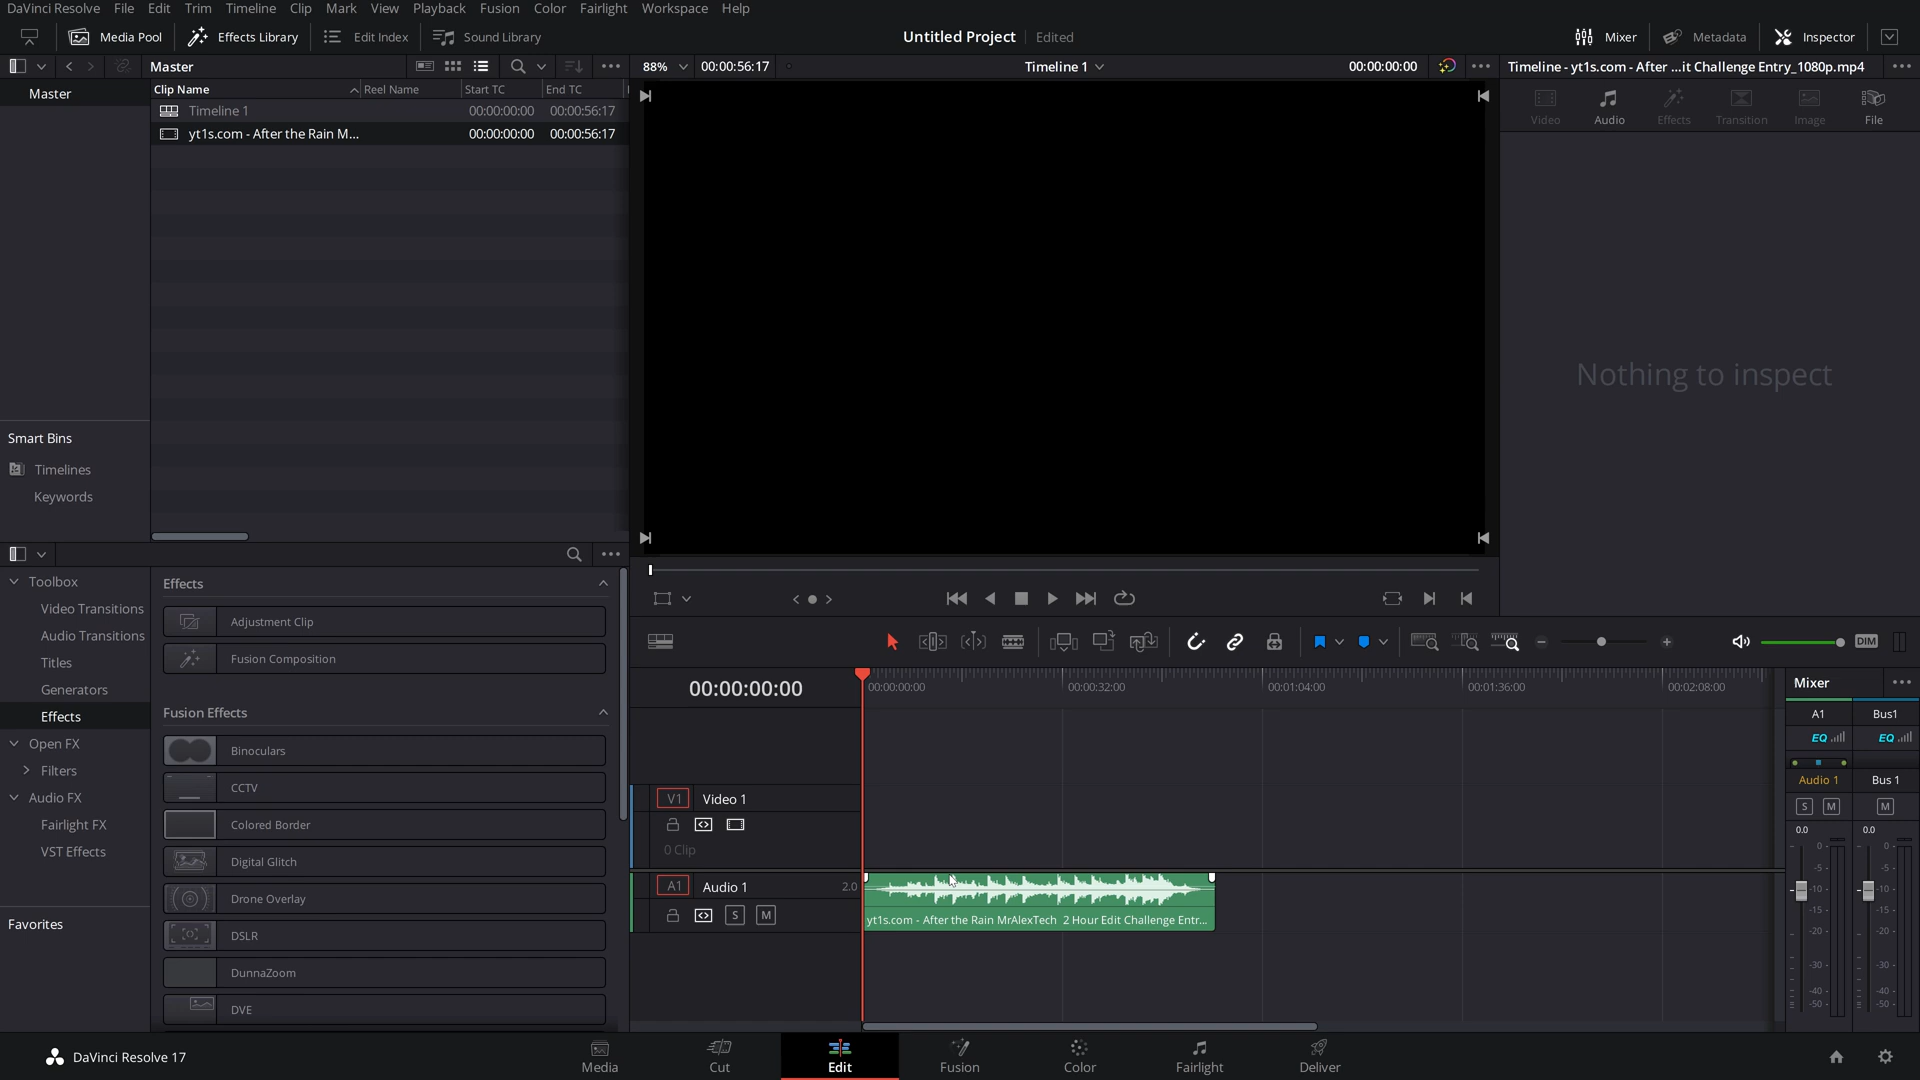 DaVinci Resolve File Edit Trim Timeline Clip Mark View Playback Fusion Color Fairlight Workspace Help
Media Pool Effects Library Edit Index Sound Library Untitled Project Edited Mixer Metadata Inspector
Master 88% 00:00:56:17 Timeline 1 00:00:00:00 Timeline - yt1s.com - After ...it Challenge Entry_1080p.mp4
Master
Clip Name Reel Name Start TC End TC
Timeline 1 00:00:00:00 00:00:56:17
yt1s.com - After the Rain M... 00:00:00:00 00:00:56:17
Video Audio Effects Transition Image File
Nothing to inspect
Smart Bins
Timelines
Keywords
Toolbox
Video Transitions
Audio Transitions
Titles
Generators
Effects
Open FX
Filters
Audio FX
Fairlight FX
VST Effects
Favorites
Effects
Adjustment Clip
Fusion Composition
Fusion Effects
Binoculars
CCTV
Colored Border
Digital Glitch
Drone Overlay
DSLR
DunnaZoom
DVE
DIM
00:00:00:00
00:00:00:00 00:00:32:00 00:01:04:00 00:01:36:00 00:02:08:00
V1 Video 1
0 Clip
A1 Audio 1 2.0
S M
yt1s.com - After the Rain MrAlexTech 2 Hour Edit Challenge Entr...
Mixer
A1 Bus1
EQ EQ
Audio 1 Bus 1
S M M
0.0 0.0
0- 0-
-5- -5-
-10- -10-
-15- -15-
-20- -20-
-30- -30-
-40- -40-
-50- -50-
DaVinci Resolve 17
Media Cut Edit Fusion Color Fairlight Deliver